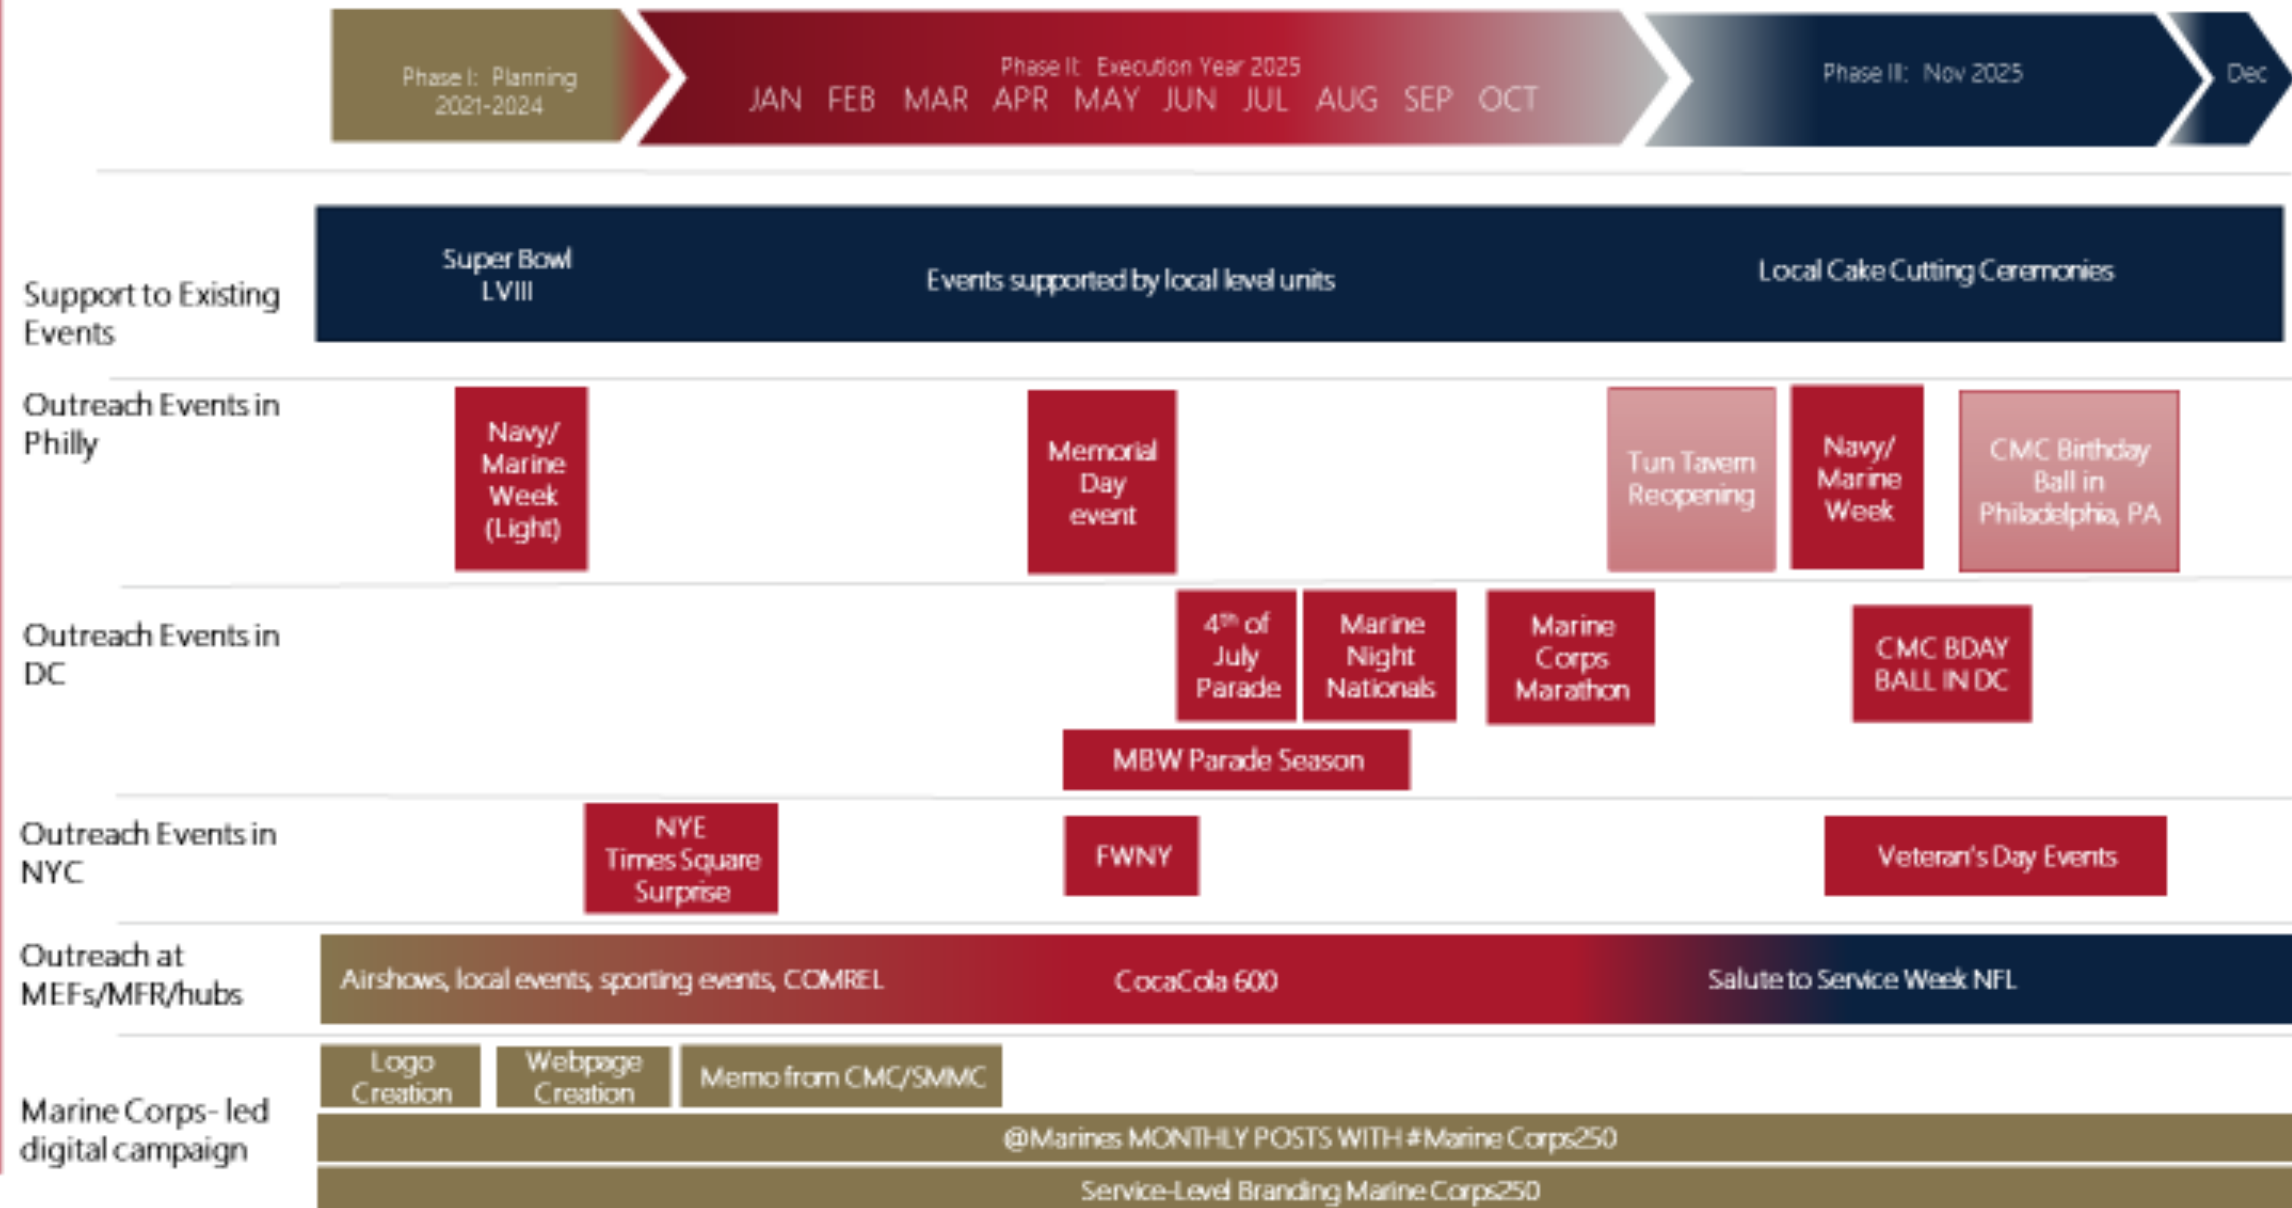 Phase I: Planning
2021-2024
Phase II: Execution Year 2025
JAN FEB MAR APR MAY JUN JUL AUG SEP OCT
Phase III: Nov 2025
Dec
Support to Existing
Events
Super Bowl
LVIII
Events supported by local level units
Local Cake Cutting Ceremonies
Outreach Events in
Philly
Navy/
Marine
Week
(Light)
Memorial
Day
event
Tun Tavern
Reopening
Navy/
Marine
Week
CMC Birthday
Ball in
Philadelphia, PA
Outreach Events in
DC
4th of
July
Parade
Marine
Night
Nationals
Marine
Corps
Marathon
CMC BDAY
BALL IN DC
MBW Parade Season
Outreach Events in
NYC
NYE
Times Square
Surprise
FWNY
Veteran's Day Events
Outreach at
MEFs/MFR/hubs
Airshows, local events, sporting events, COMREL
CocaCola 600
Salute to Service Week NFL
Marine Corps- led
digital campaign
Logo
Creation
Webpage
Creation
Memo from CMC/SMMC
@Marines MONTHLY POSTS WITH #Marine Corps250
Service-Level Branding Marine Corps250